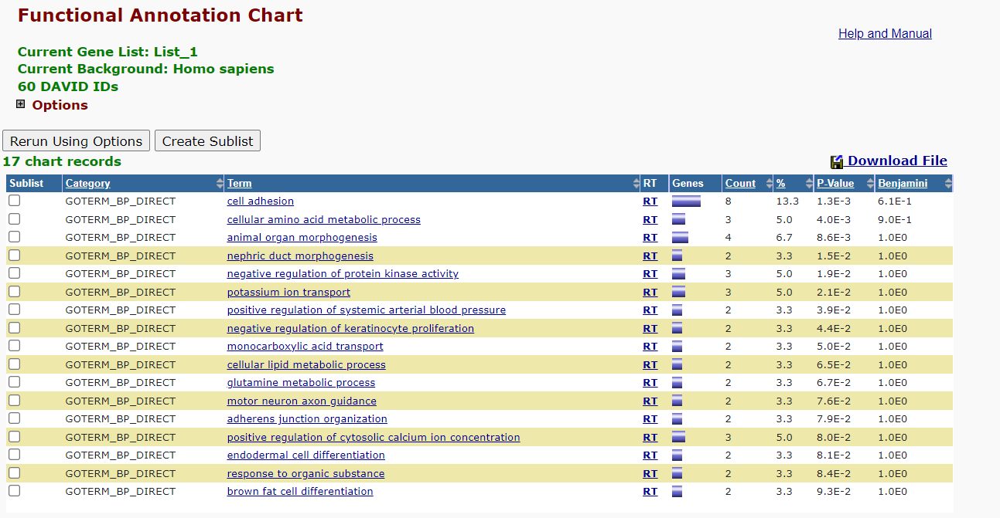 Functional Annotation Chart
Help and Manual
Current Gene List: List_1
Current Background: Homo sapiens
60 DAVID IDs
Options
Rerun Using Options Create Sublist
17 chart records Download File
Sublist Category Term RT Genes Count % P-Value Benjamini
GOTERM_BP_DIRECT cell adhesion RT 8 13.3 1.3E-3 6.1E-1
GOTERM_BP_DIRECT cellular amino acid metabolic process RT 3 5.0 4.0E-3 9.0E-1
GOTERM_BP_DIRECT animal organ morphogenesis RT 4 6.7 8.6E-3 1.0E0
GOTERM_BP_DIRECT nephric duct morphogenesis RT 2 3.3 1.5E-2 1.0E0
GOTERM_BP_DIRECT negative regulation of protein kinase activity RT 3 5.0 1.9E-2 1.0E0
GOTERM_BP_DIRECT potassium ion transport RT 3 5.0 2.1E-2 1.0E0
GOTERM_BP_DIRECT positive regulation of systemic arterial blood pressure RT 2 3.3 3.9E-2 1.0E0
GOTERM_BP_DIRECT negative regulation of keratinocyte proliferation RT 2 3.3 4.4E-2 1.0E0
GOTERM_BP_DIRECT monocarboxylic acid transport RT 2 3.3 5.0E-2 1.0E0
GOTERM_BP_DIRECT cellular lipid metabolic process RT 2 3.3 6.5E-2 1.0E0
GOTERM_BP_DIRECT glutamine metabolic process RT 2 3.3 6.7E-2 1.0E0
GOTERM_BP_DIRECT motor neuron axon guidance RT 2 3.3 7.6E-2 1.0E0
GOTERM_BP_DIRECT adherens junction organization RT 2 3.3 7.9E-2 1.0E0
GOTERM_BP_DIRECT positive regulation of cytosolic calcium ion concentration RT 3 5.0 8.0E-2 1.0E0
GOTERM_BP_DIRECT endodermal cell differentiation RT 2 3.3 8.1E-2 1.0E0
GOTERM_BP_DIRECT response to organic substance RT 2 3.3 8.4E-2 1.0E0
GOTERM_BP_DIRECT brown fat cell differentiation RT 2 3.3 9.3E-2 1.0E0